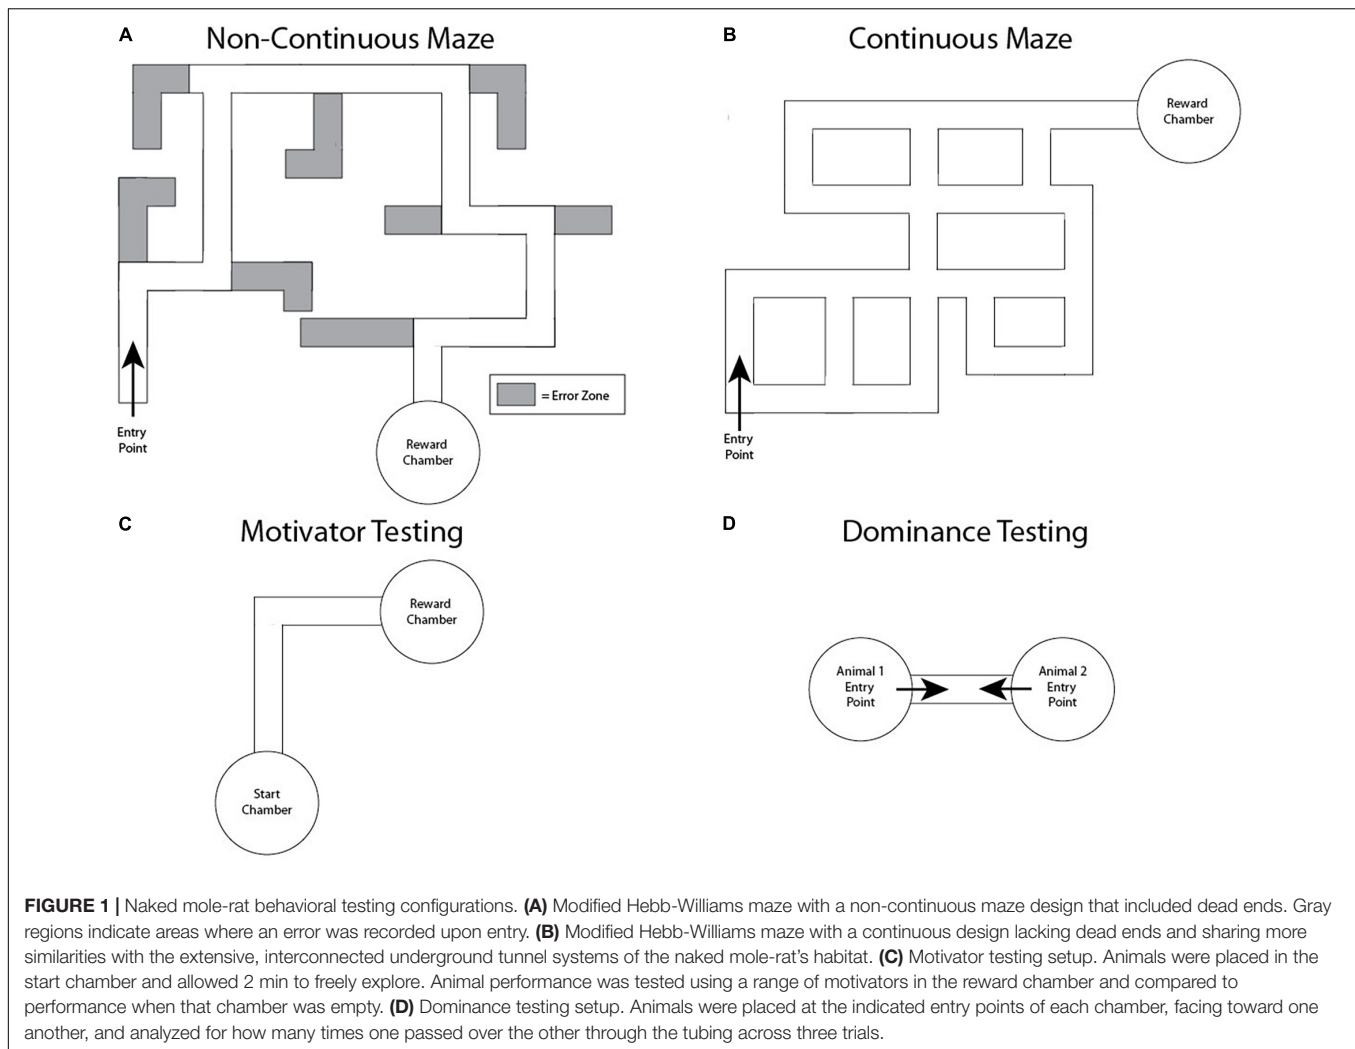 A
Non-Continuous Maze
Entry
Point
Reward
Chamber
= Error Zone
B
Continuous Maze
Reward
Chamber
Entry
Point
C
Motivator Testing
Reward
Chamber
Start
Chamber
D
Dominance Testing
Animal 1
Entry
Point
Animal 2
Entry
Point
FIGURE 1 | Naked mole-rat behavioral testing configurations. (A) Modified Hebb-Williams maze with a non-continuous maze design that included dead ends. Gray
regions indicate areas where an error was recorded upon entry. (B) Modified Hebb-Williams maze with a continuous design lacking dead ends and sharing more
similarities with the extensive, interconnected underground tunnel systems of the naked mole-rat's habitat. (C) Motivator testing setup. Animals were placed in the
start chamber and allowed 2 min to freely explore. Animal performance was tested using a range of motivators in the reward chamber and compared to
performance when that chamber was empty. (D) Dominance testing setup. Animals were placed at the indicated entry points of each chamber, facing toward one
another, and analyzed for how many times one passed over the other through the tubing across three trials.